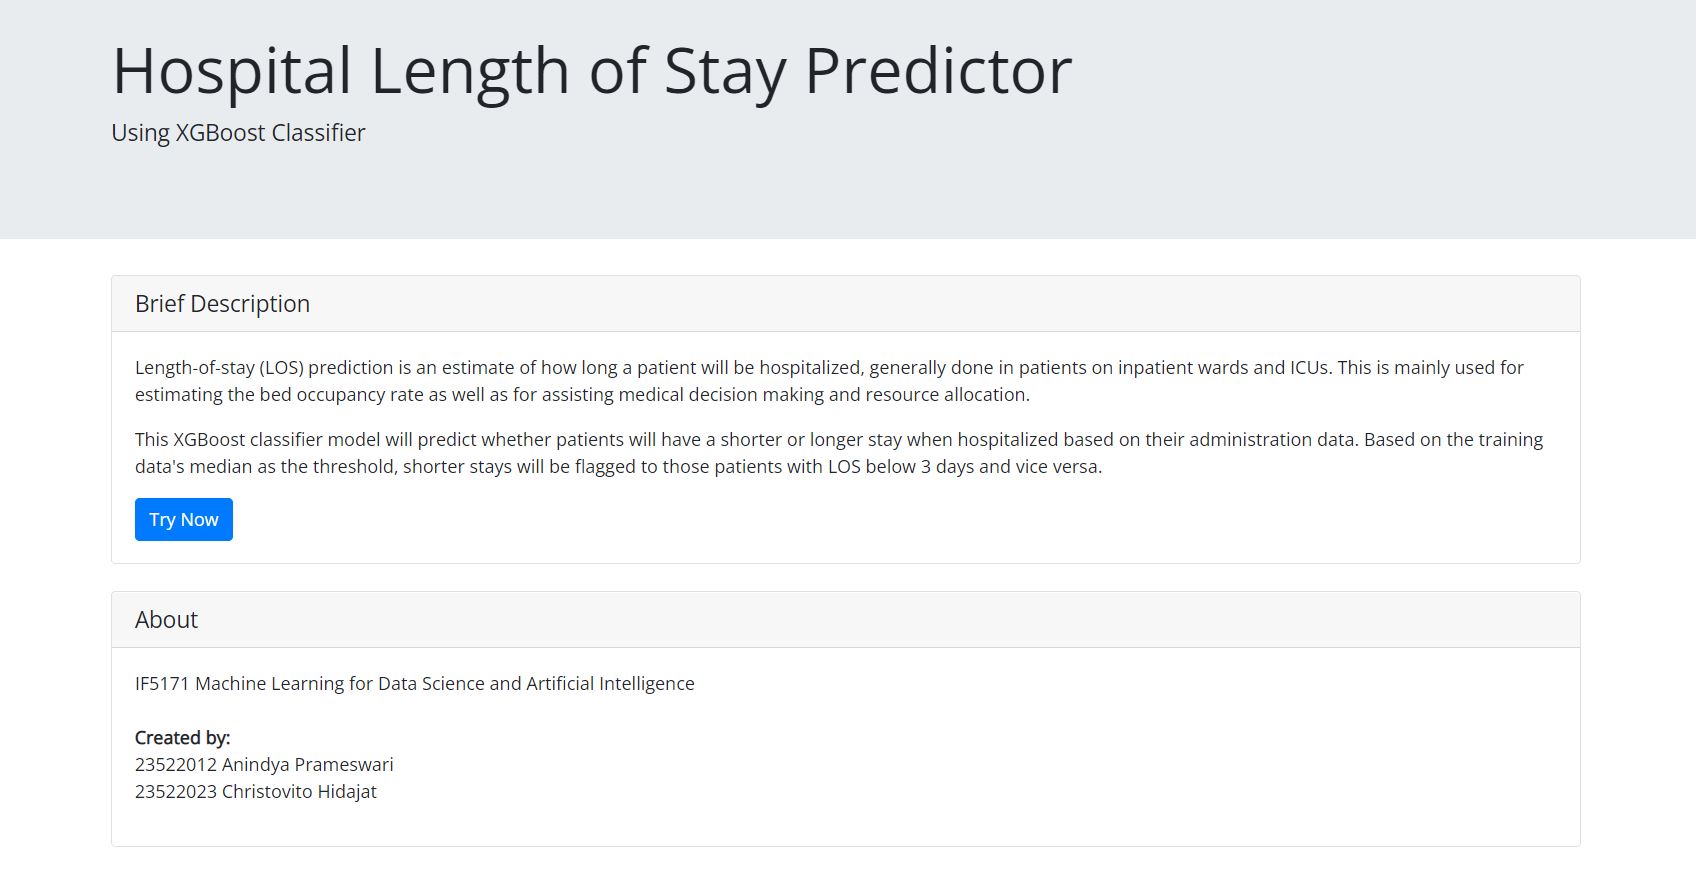 Hospital Length of Stay Predictor
Using XGBoost Classifier
Brief Description
Length-of-stay (LOS) prediction is an estimate of how long a patient will be hospitalized, generally done in patients on inpatient wards and ICUs. This is mainly used for
estimating the bed occupancy rate as well as for assisting medical decision making and resource allocation.
This XGBoost classifier model will predict whether patients will have a shorter or longer stay when hospitalized based on their administration data. Based on the training
data's median as the threshold, shorter stays will be flagged to those patients with LOS below 3 days and vice versa.
Try Now
About
IF5171 Machine Learning for Data Science and Artificial Intelligence
Created by:
23522012 Anindya Prameswari
23522023 Christovito Hidajat